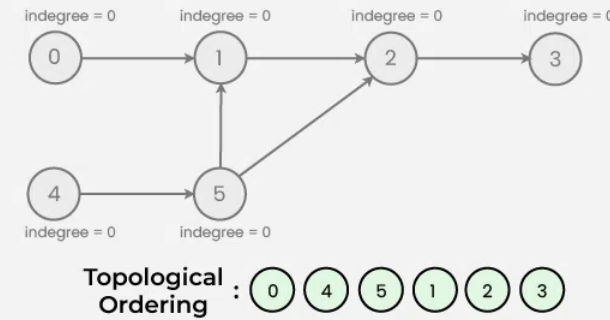 indegree = 0 indegree = 0 indegree = 0 indegree = 0
0 1 2 3
4 5
indegree = 0 indegree = 0
Topological
Ordering : 0 4 5 1 2 3